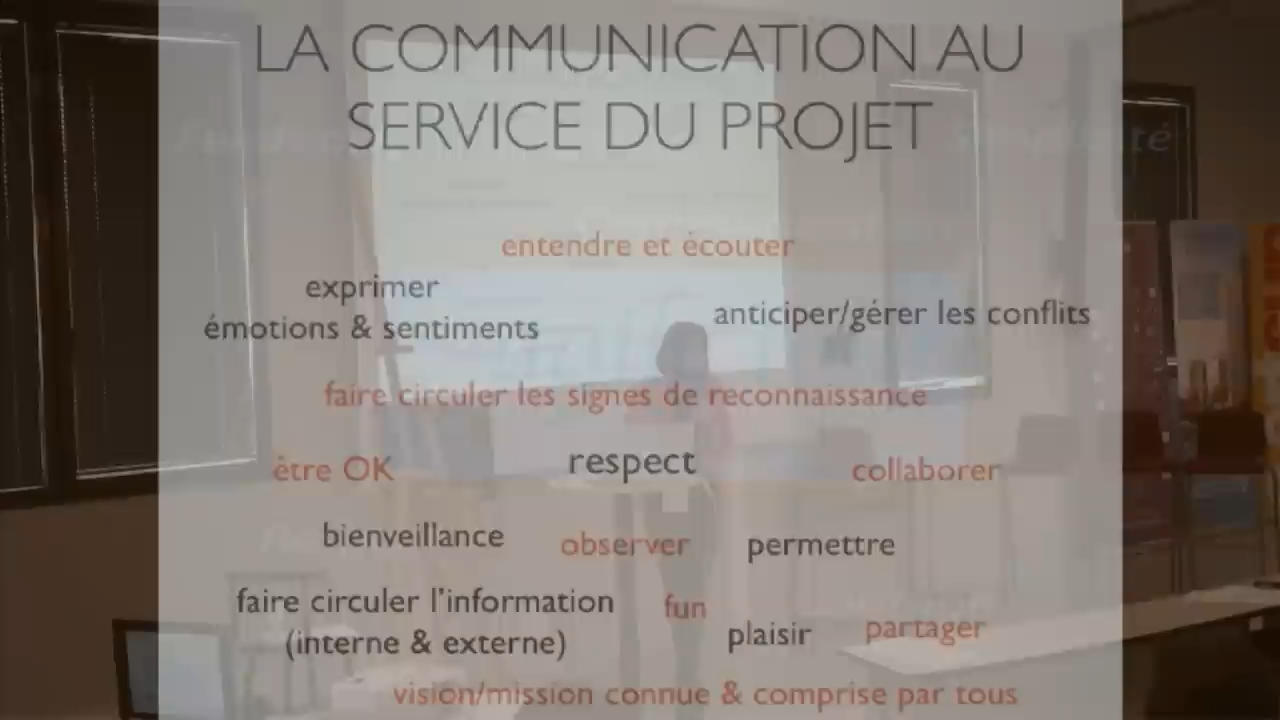 LA COMMUNICATION AU
SERVICE DU PROJET
entendre et écouter
exprimer
émotions & sentiments
anticiper/gérer les conflits
faire circuler les signes de reconnaissance
être OK
respect
collaborer
bienveillance
observer
permettre
faire circuler l'information
(interne & externe)
fun
plaisir
partager
vision/mission connue & comprise par tous